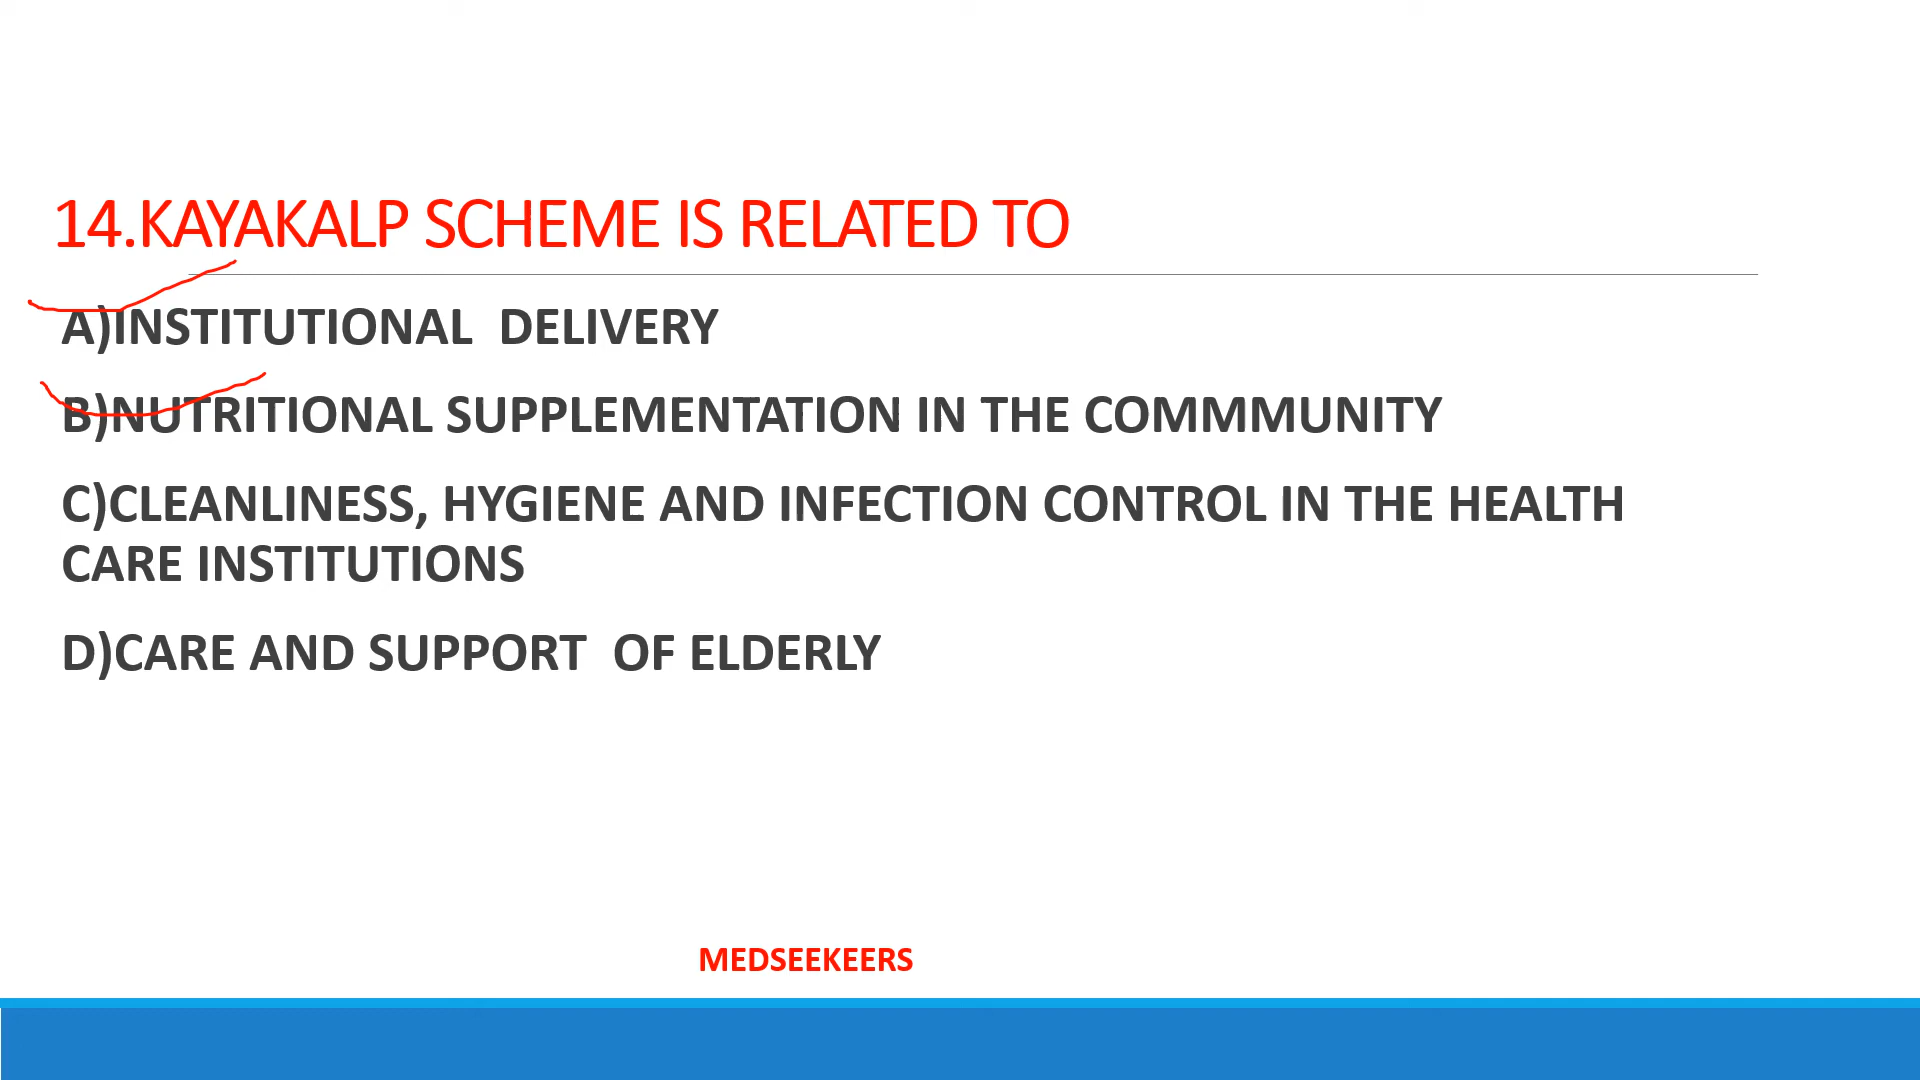 14.KAYAKALP SCHEME IS RELATED TO
A)INSTITUTIONAL DELIVERY
B)NUTRITIONAL SUPPLEMENTATION IN THE COMMMUNITY
C)CLEANLINESS, HYGIENE AND INFECTION CONTROL IN THE HEALTH
CARE INSTITUTIONS
D)CARE AND SUPPORT OF ELDERLY
MEDSEEKEERS